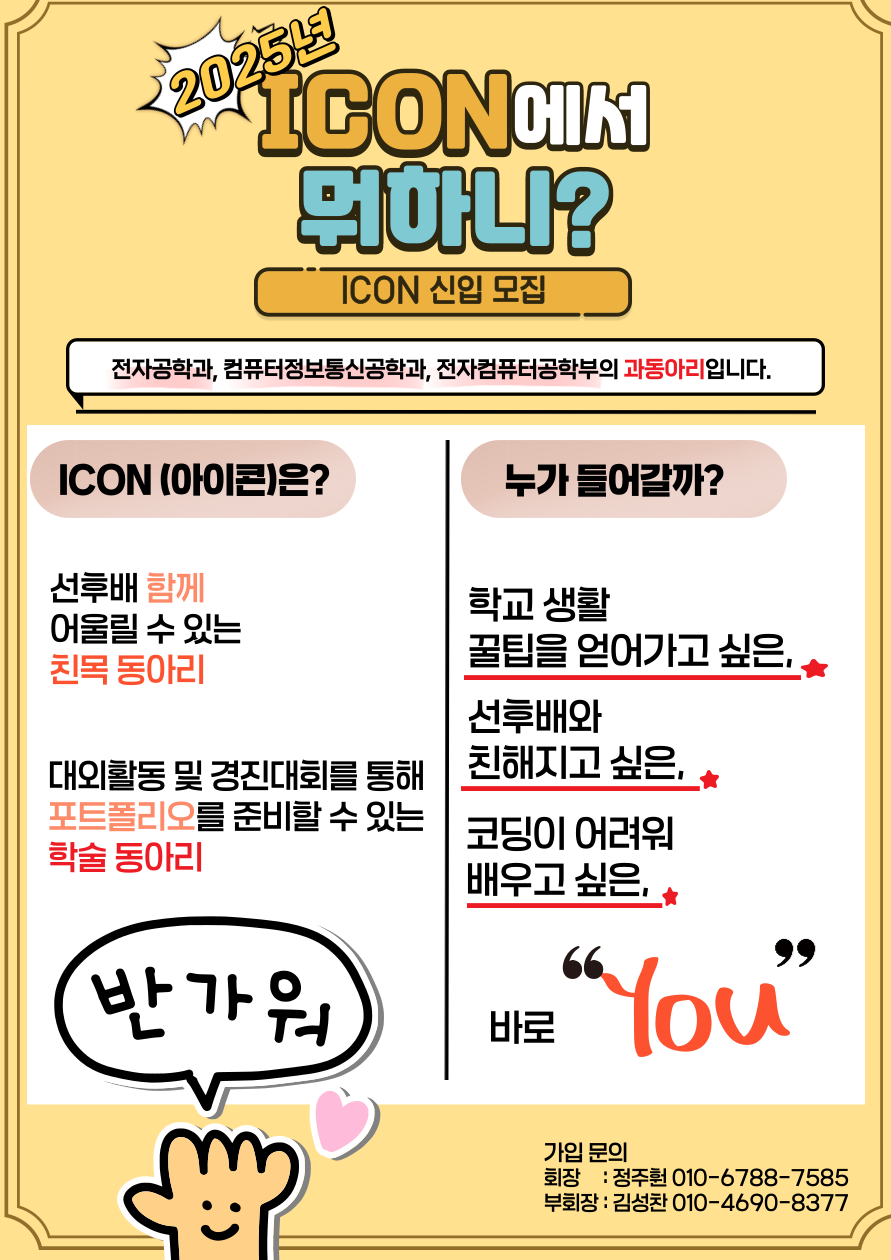 2025년
ICON에서
뭐하니?
ICON 신입 모집
전자공학과, 컴퓨터정보통신공학과, 전자컴퓨터공학부의 과동아리입니다.
ICON (아이콘)은?
선후배 함께
어울릴 수 있는
친목 동아리
대외활동 및 경진대회를 통해
포트폴리오를 준비할 수 있는
학술 동아리
반가워
누가 들어갈까?
학교 생활
꿀팁을 얻어가고 싶은,
선후배와
친해지고 싶은,
코딩이 어려워
배우고 싶은,
바로 “You”
가입 문의
회장 : 정주훤 010-6788-7585
부회장 : 김성찬 010-4690-8377